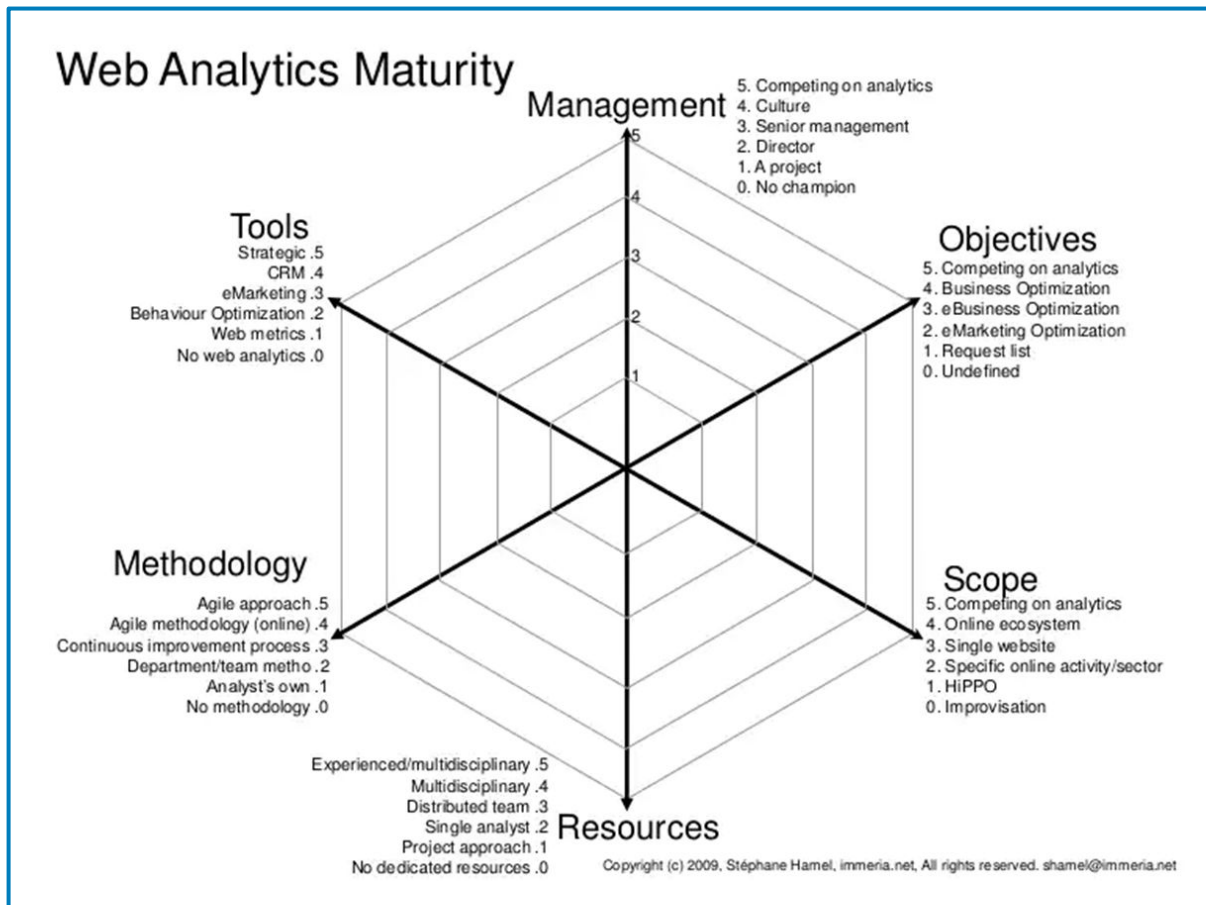 Web Analytics Maturity
Management
5. Competing on analytics
4. Culture
3. Senior management
2. Director
1. A project
0. No champion
5
4
3
2
1
Tools
Strategic .5
CRM .4
eMarketing .3
Behaviour Optimization .2
Web metrics .1
No web analytics .0
Objectives
5. Competing on analytics
4. Business Optimization
3. eBusiness Optimization
2. eMarketing Optimization
1. Request list
0. Undefined
Methodology
Agile approach .5
Agile methodology (online) .4
Continuous improvement process .3
Department/team metho .2
Analyst's own .1
No methodology .0
Scope
5. Competing on analytics
4. Online ecosystem
3. Single website
2. Specific online activity/sector
1. HiPPO
0. Improvisation
Experienced/multidisciplinary .5
Multidisciplinary .4
Distributed team .3
Single analyst .2
Project approach .1
No dedicated resources .0
Resources
Copyright (c) 2009, Stéphane Hamel, immeria.net, All rights reserved. shamel@immeria.net